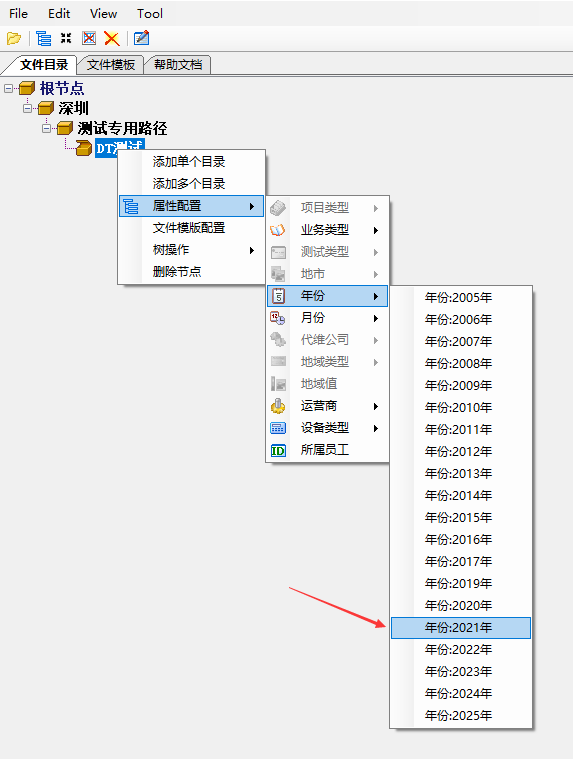 File Edit View Tool
文件目录 文件模板 帮助文档
根节点
深圳
测试专用路径
DT测试
添加单个目录
添加多个目录
属性配置
文件模版配置
树操作
删除节点
项目类型
业务类型
测试类型
地市
年份
月份
代维公司
地域类型
地域值
运营商
设备类型
ID 所属员工
年份:2005年
年份:2006年
年份:2007年
年份:2008年
年份:2009年
年份:2010年
年份:2011年
年份:2012年
年份:2013年
年份:2014年
年份:2015年
年份:2016年
年份:2017年
年份:2019年
年份:2020年
年份:2021年
年份:2022年
年份:2023年
年份:2024年
年份:2025年